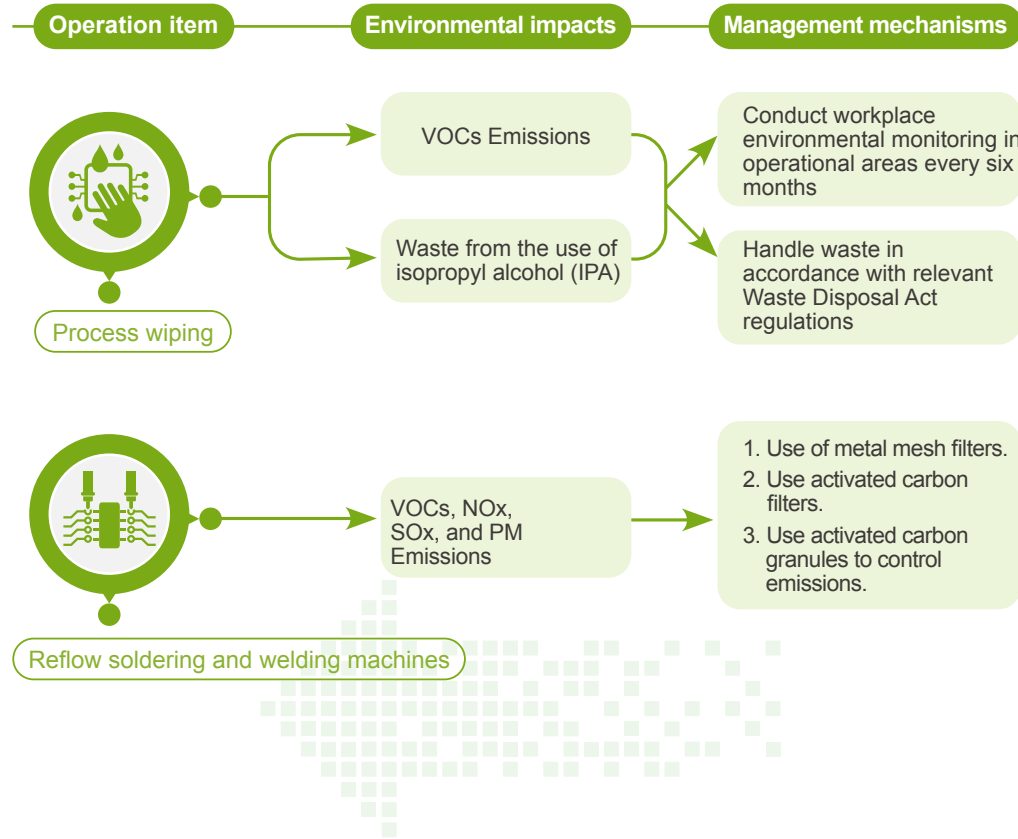 Operation item
Environmental impacts
Management mechanisms
Process wiping
VOCs Emissions
Waste from the use of
isopropyl alcohol (IPA)
Conduct workplace
environmental monitoring in
operational areas every six
months
Handle waste in
accordance with relevant
Waste Disposal Act
regulations
Reflow soldering and welding machines
VOCs, NOx,
SOx, and PM
Emissions
1. Use of metal mesh filters.
2. Use activated carbon
filters.
3. Use activated carbon
granules to control
emissions.